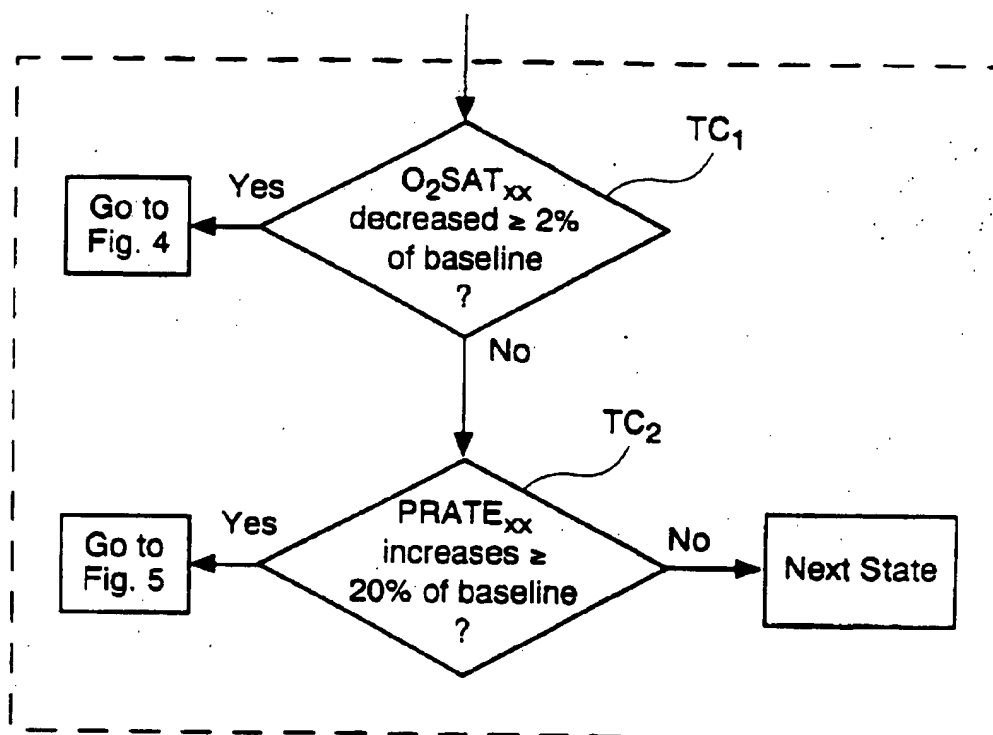 TC₁
O₂SATₓₓ
decreased ≥ 2%
of baseline
?
Yes
Go to
Fig. 4
No
TC₂
PRATEₓₓ
increases ≥
20% of baseline
?
Yes
Go to
Fig. 5
No
Next State